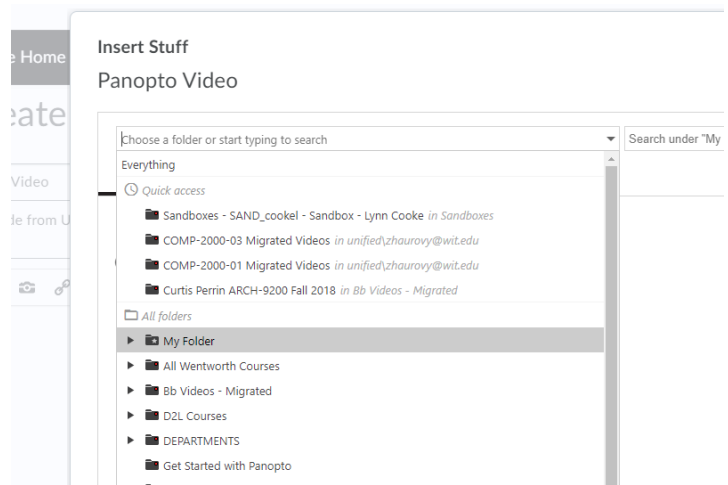 Insert Stuff
e Home
Panopto Video
eate
Choose a folder or start typing to search
Search under "My
Everything
Video
Quick access
Sandboxes - SAND_cookel - Sandbox - Lynn Cooke in Sandboxes
de from U
COMP-2000-03 Migrated Videos in unified\zhaurovy@wit.edu
COMP-2000-01 Migrated Videos in unified\zhaurovy@wit.edu
Curtis Perrin ARCH-9200 Fall 2018 in Bb Videos - Migrated
All folders
My Folder
All Wentworth Courses
Bb Videos - Migrated
D2L Courses
DEPARTMENTS
Get Started with Panopto